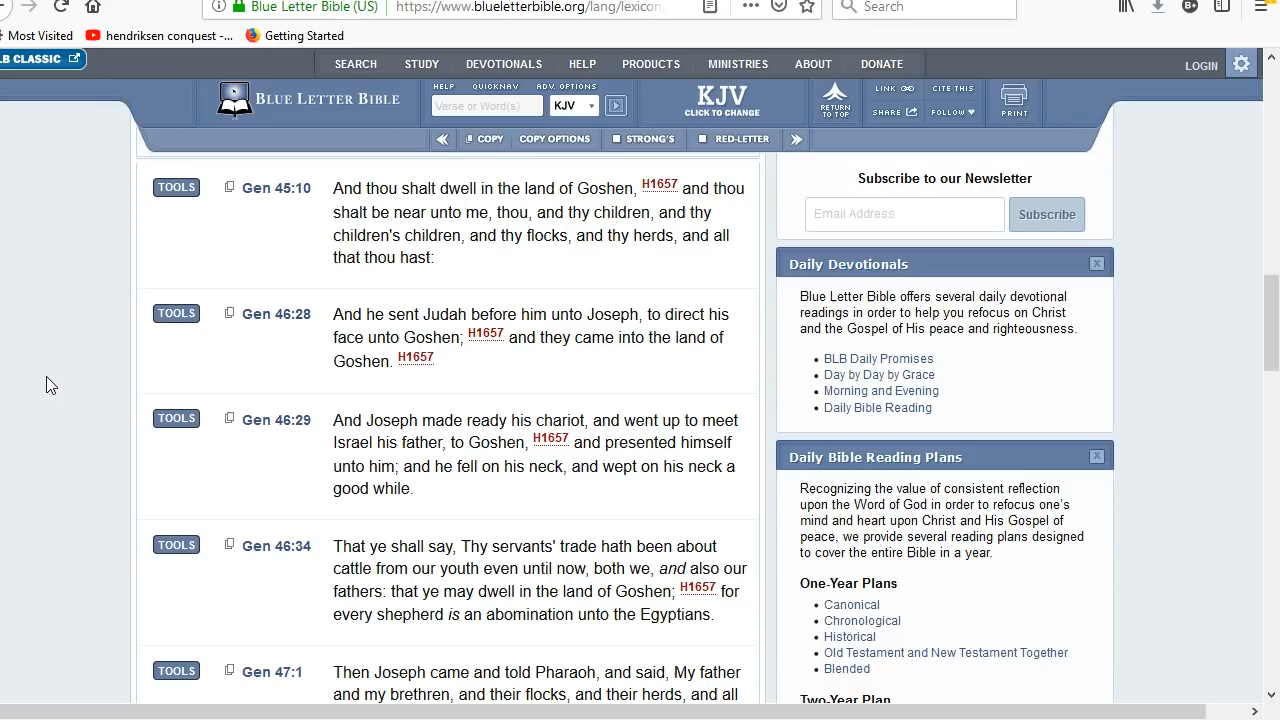 Blue Letter Bible (US) https://www.blueletterbible.org/lang/lexicon Search
Most Visited hendriksen conquest -... Getting Started
LB CLASSIC
SEARCH STUDY DEVOTIONALS HELP PRODUCTS MINISTRIES ABOUT DONATE LOGIN
BLUE LETTER BIBLE
HELP QUICKNAV ADV. OPTIONS
Verse or Word(s) KJV
KJV
CLICK TO CHANGE
RETURN
TO TOP
LINK CITE THIS
SHARE FOLLOW
PRINT
COPY COPY OPTIONS STRONG'S RED-LETTER
TOOLS Gen 45:10 And thou shalt dwell in the land of Goshen, H1657 and thou
shalt be near unto me, thou, and thy children, and thy
children's children, and thy flocks, and thy herds, and all
that thou hast:
TOOLS Gen 46:28 And he sent Judah before him unto Joseph, to direct his
face unto Goshen; H1657 and they came into the land of
Goshen. H1657
TOOLS Gen 46:29 And Joseph made ready his chariot, and went up to meet
Israel his father, to Goshen, H1657 and presented himself
unto him; and he fell on his neck, and wept on his neck a
good while.
TOOLS Gen 46:34 That ye shall say, Thy servants' trade hath been about
cattle from our youth even until now, both we, and also our
fathers: that ye may dwell in the land of Goshen; H1657 for
every shepherd is an abomination unto the Egyptians.
TOOLS Gen 47:1 Then Joseph came and told Pharaoh, and said, My father
and my brethren, and their flocks, and their herds, and all
Subscribe to our Newsletter
Email Address Subscribe
Daily Devotionals
Blue Letter Bible offers several daily devotional
readings in order to help you refocus on Christ
and the Gospel of His peace and righteousness.
BLB Daily Promises
Day by Day by Grace
Morning and Evening
Daily Bible Reading
Daily Bible Reading Plans
Recognizing the value of consistent reflection
upon the Word of God in order to refocus one's
mind and heart upon Christ and His Gospel of
peace, we provide several reading plans designed
to cover the entire Bible in a year.
One-Year Plans
Canonical
Chronological
Historical
Old Testament and New Testament Together
Blended
Two-Year Plan